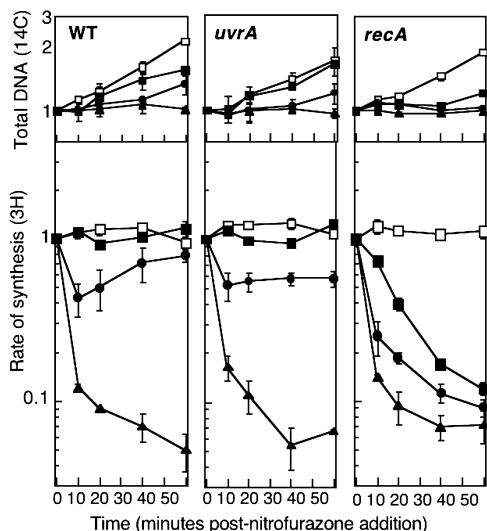 WT
uvrA
recA
Total DNA (14C)
3
2
1
Rate of synthesis (3H)
1
0.1
0 10 20 30 40 50
0 10 20 30 40 50
0 10 20 30 40 50
Time (minutes post-nitrofurazone addition)